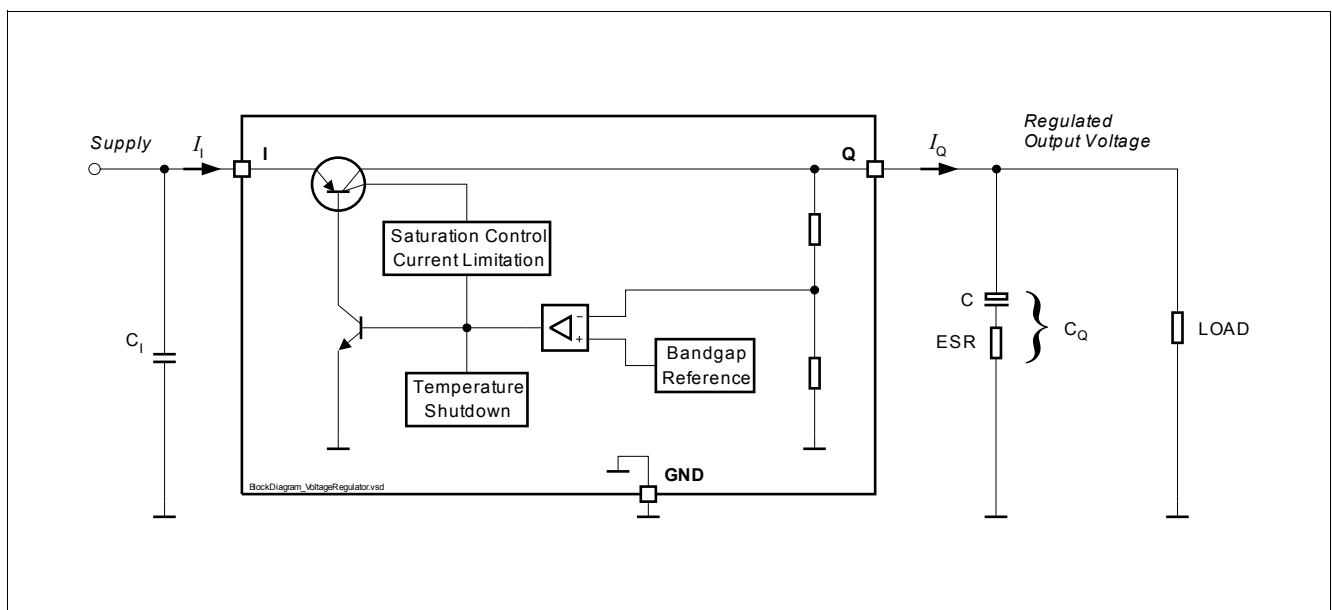 Supply
I_I
I
Q
I_Q
Regulated
Output Voltage
Saturation Control
Current Limitation
C_I
-
+
Bandgap
Reference
Temperature
Shutdown
C
ESR
}
C_Q
LOAD
GND
BlockDiagram_VoltageRegulator.vsd